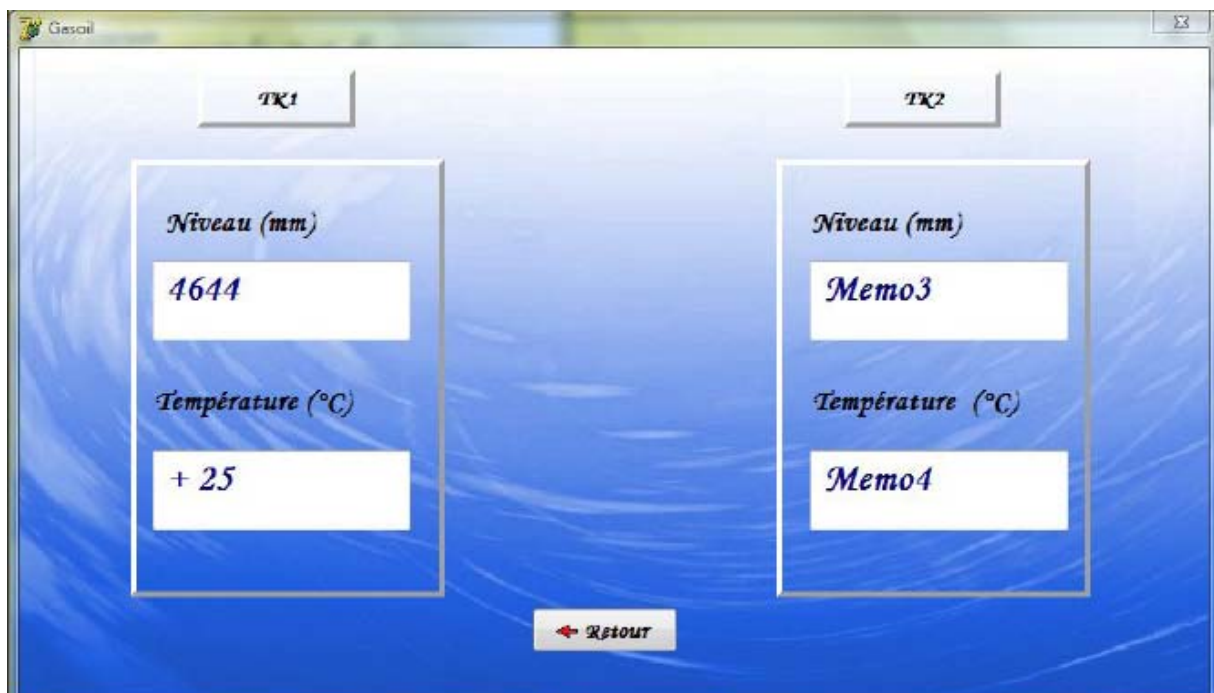 Gasoil
TK1
TK2
Niveau (mm)
4644
Température (°C)
+ 25
Niveau (mm)
Memo3
Température (°C)
Memo4
Retour